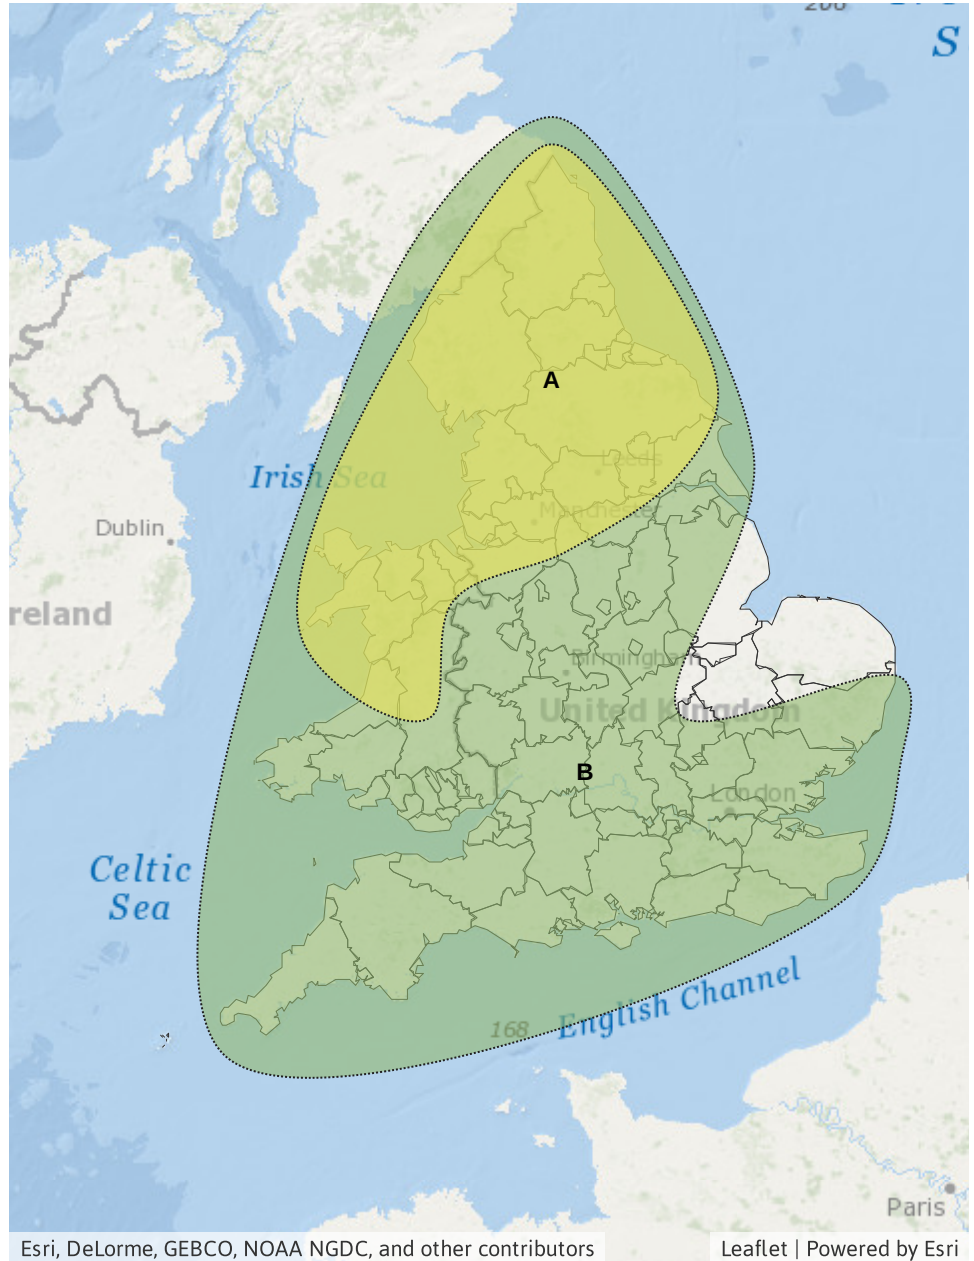 200
S
A
Leeds
Irish Sea
Manchester
Dublin
reland
Birmingham
United Kingdom
B
London
Celtic
Sea
English Channel
168
Paris
Esri, DeLorme, GEBCO, NOAA NGDC, and other contributors
Leaflet | Powered by Esri